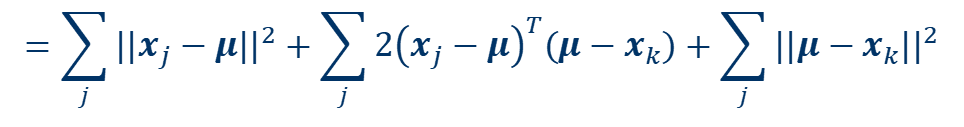 = ∑_j ||x_j − μ||² + ∑_j 2(x_j − μ)^T (μ − x_k) + ∑_j ||μ − x_k||²